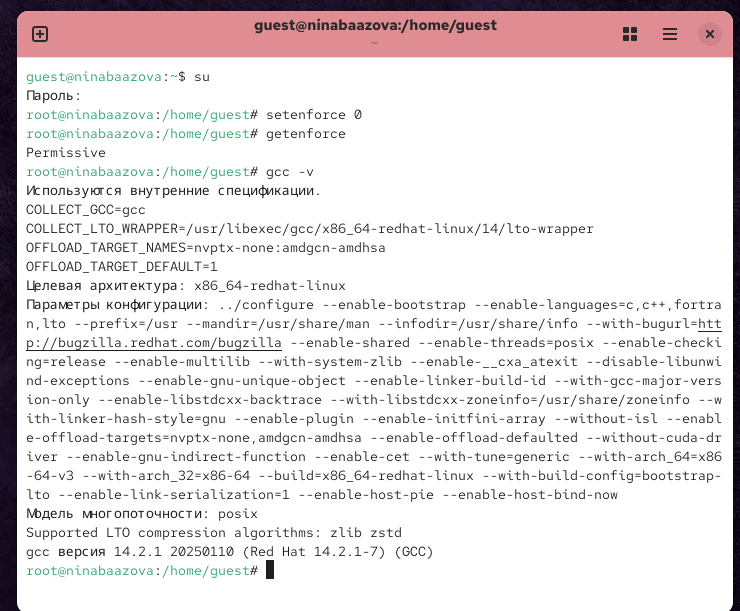 guest@ninabaazova:/home/guest
~
guest@ninabaazova:~$ su
Пароль:
root@ninabaazova:/home/guest# setenforce 0
root@ninabaazova:/home/guest# getenforce
Permissive
root@ninabaazova:/home/guest# gcc -v
Используются внутренние спецификации.
COLLECT_GCC=gcc
COLLECT_LTO_WRAPPER=/usr/libexec/gcc/x86_64-redhat-linux/14/lto-wrapper
OFFLOAD_TARGET_NAMES=nvptx-none:amdgcn-amdhsa
OFFLOAD_TARGET_DEFAULT=1
Целевая архитектура: x86_64-redhat-linux
Параметры конфигурации: ../configure --enable-bootstrap --enable-languages=c,c++,fortra
n,lto --prefix=/usr --mandir=/usr/share/man --infodir=/usr/share/info --with-bugurl=htt
p://bugzilla.redhat.com/bugzilla --enable-shared --enable-threads=posix --enable-checki
ng=release --enable-multilib --with-system-zlib --enable-__cxa_atexit --disable-libunwi
nd-exceptions --enable-gnu-unique-object --enable-linker-build-id --with-gcc-major-vers
ion-only --enable-libstdcxx-backtrace --with-libstdcxx-zoneinfo=/usr/share/zoneinfo --w
ith-linker-hash-style=gnu --enable-plugin --enable-initfini-array --without-isl --enabl
e-offload-targets=nvptx-none,amdgcn-amdhsa --enable-offload-defaulted --without-cuda-dr
iver --enable-gnu-indirect-function --enable-cet --with-tune=generic --with-arch_64=x86
-64-v3 --with-arch_32=x86-64 --build=x86_64-redhat-linux --with-build-config=bootstrap-
lto --enable-link-serialization=1 --enable-host-pie --enable-host-bind-now
Модель многопоточности: posix
Supported LTO compression algorithms: zlib zstd
gcc версия 14.2.1 20250110 (Red Hat 14.2.1-7) (GCC)
root@ninabaazova:/home/guest#